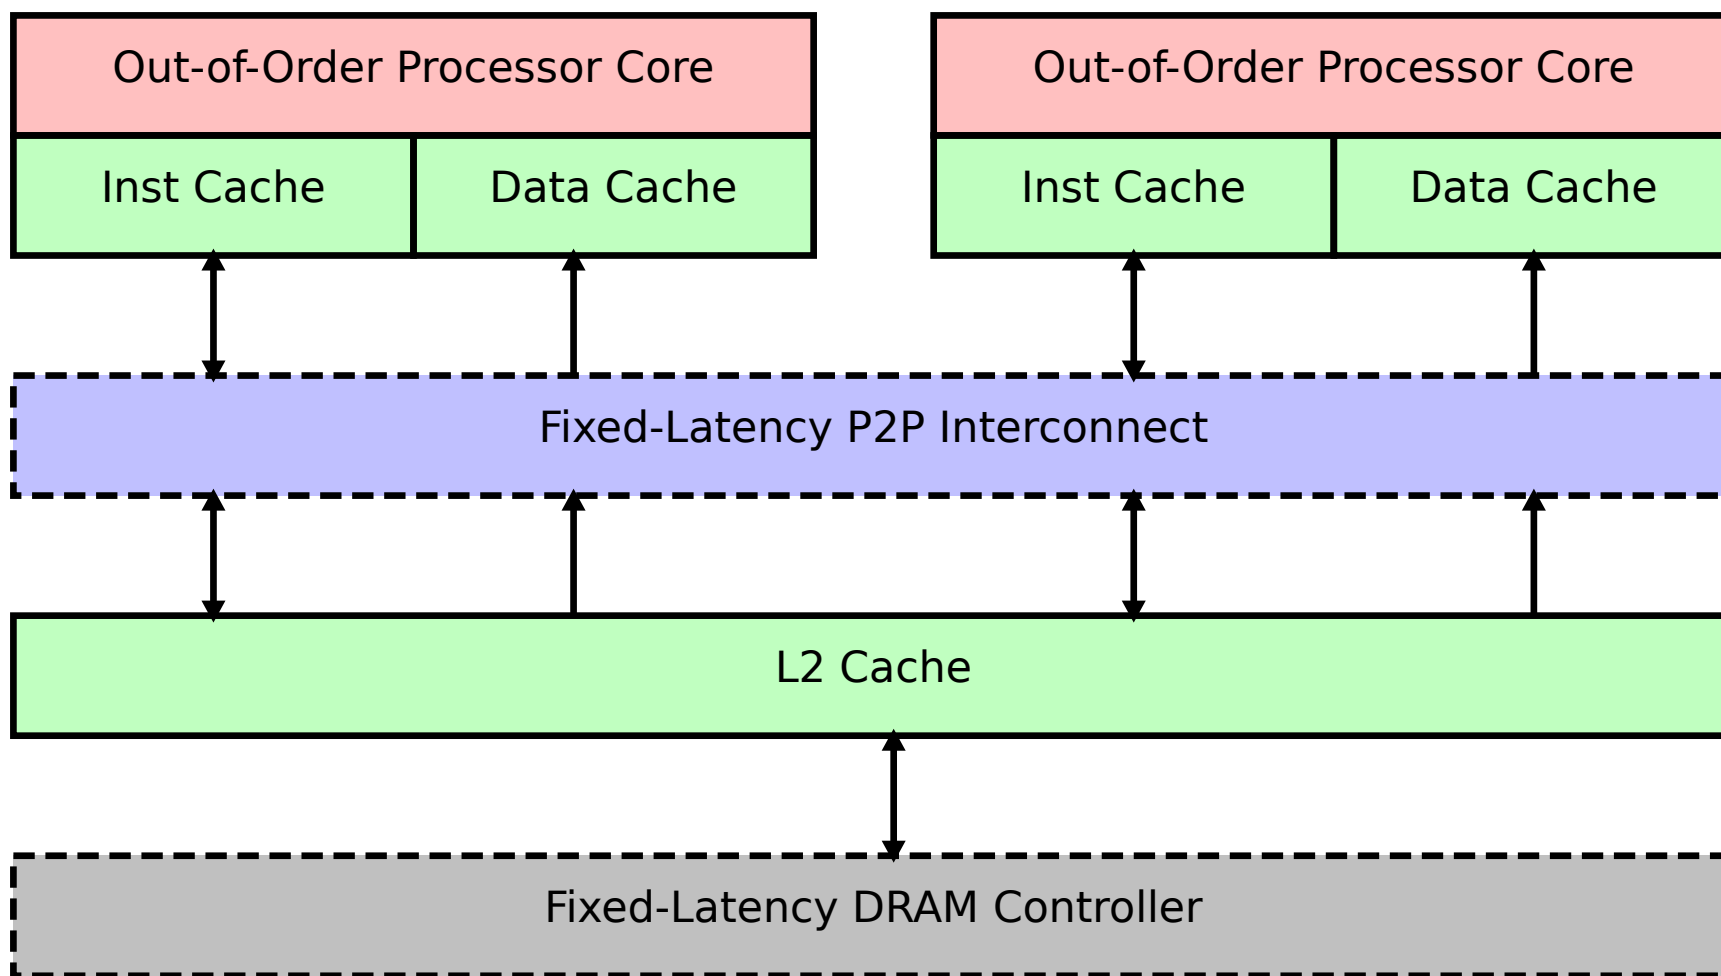 Out-of-Order Processor Core
Out-of-Order Processor Core
Inst Cache
Data Cache
Inst Cache
Data Cache
Fixed-Latency P2P Interconnect
L2 Cache
Fixed-Latency DRAM Controller